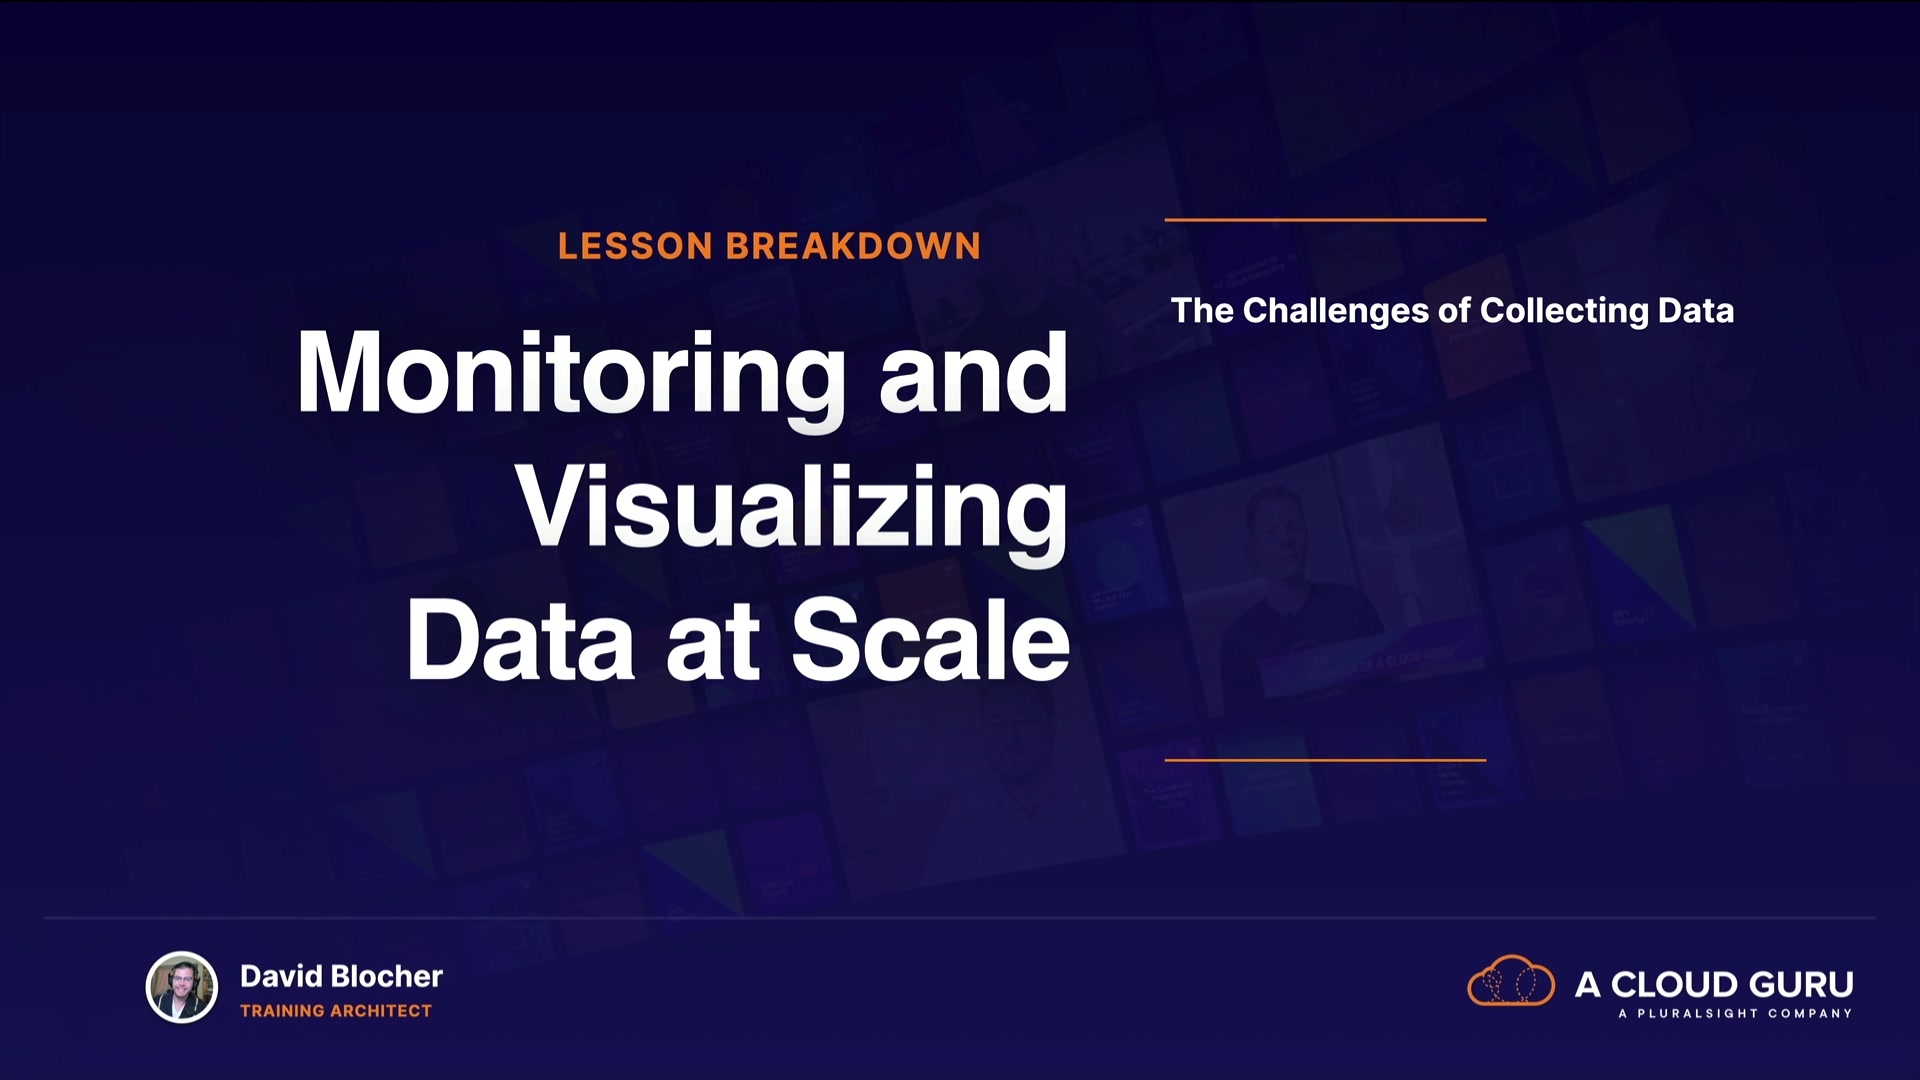 LESSON BREAKDOWN
Monitoring and
Visualizing
Data at Scale
The Challenges of Collecting Data
David Blocher
TRAINING ARCHITECT
A CLOUD GURU
A PLURALSIGHT COMPANY